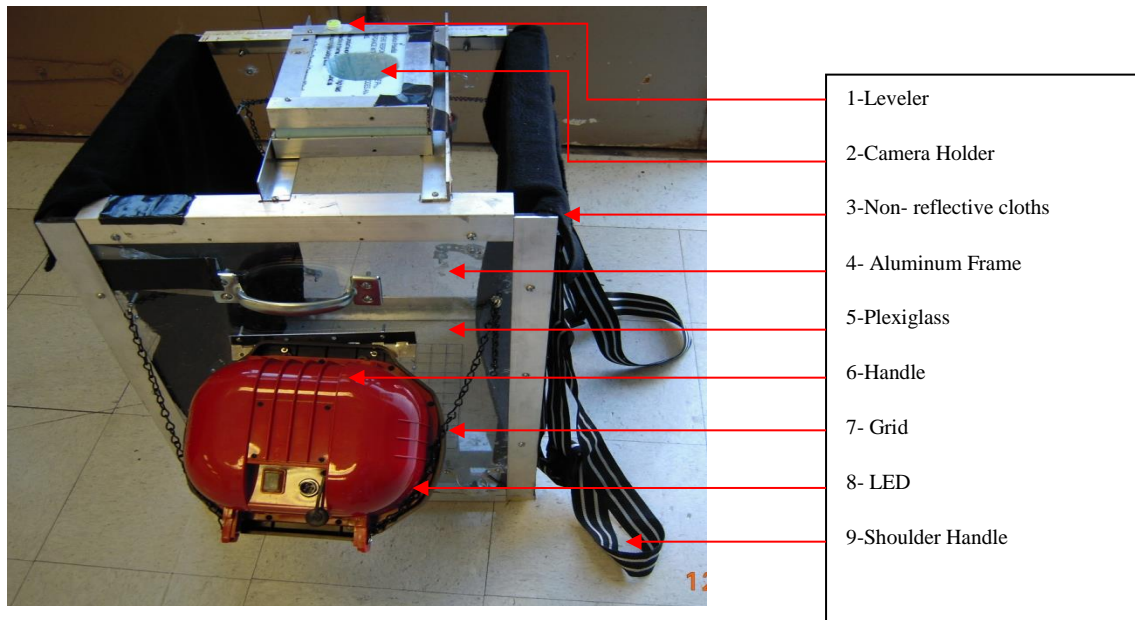 1-Leveler
2-Camera Holder
3-Non- reflective cloths
4- Aluminum Frame
5-Plexiglass
6-Handle
7- Grid
8- LED
9-Shoulder Handle
12